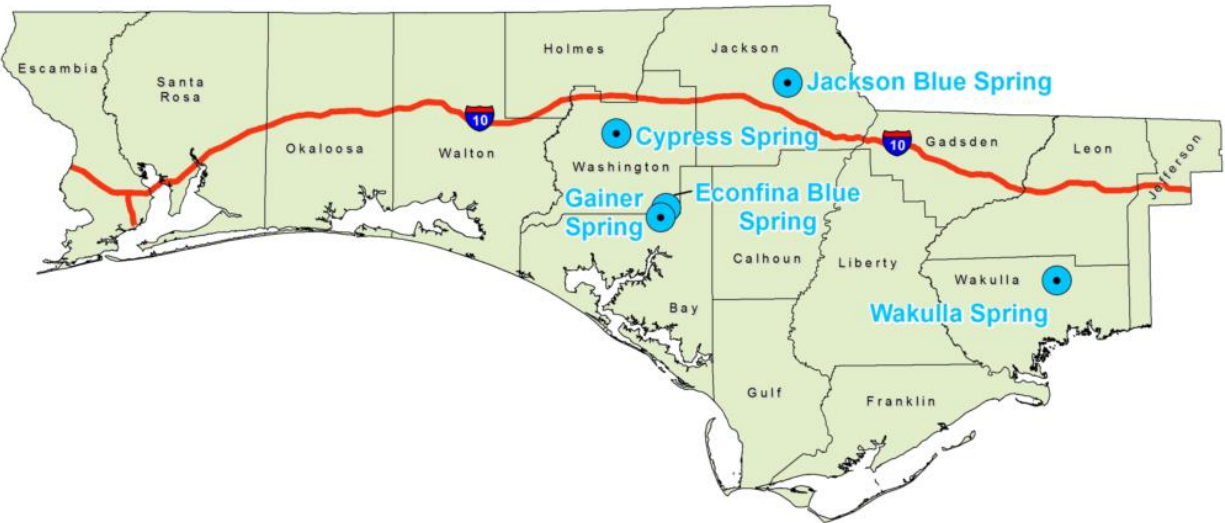 Holmes
Jackson
Escambia
Santa
Rosa
Jackson Blue Spring
10
Cypress Spring
10
Gadsden
Leon
Jefferson
Okaloosa
Walton
Washington
Gainer
Spring
Econfina Blue
Spring
Calhoun
Liberty
Wakulla
Wakulla Spring
Bay
Gulf
Franklin